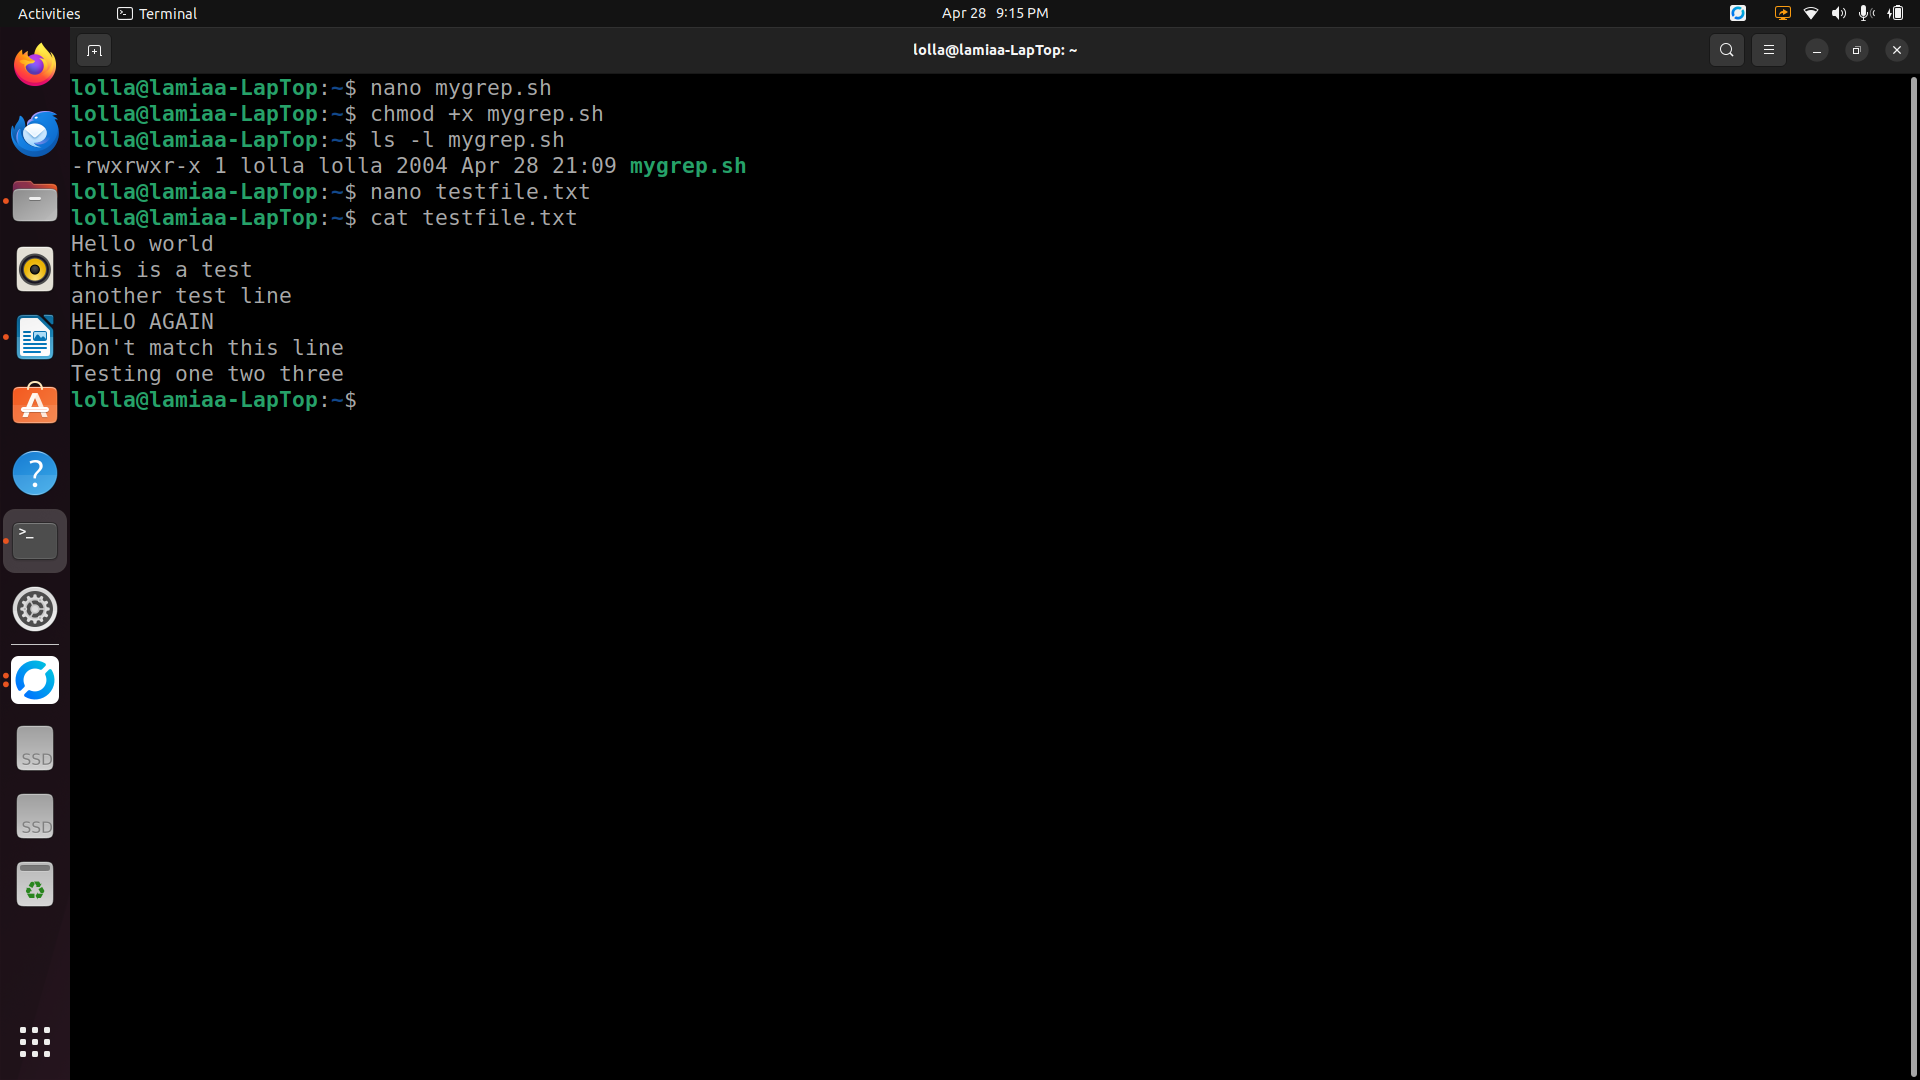 Activities
Terminal
Apr 28 9:15 PM
lolla@lamiaa-LapTop: ~
lolla@lamiaa-LapTop:~$ nano mygrep.sh
lolla@lamiaa-LapTop:~$ chmod +x mygrep.sh
lolla@lamiaa-LapTop:~$ ls -l mygrep.sh
-rwxrwxr-x 1 lolla lolla 2004 Apr 28 21:09 mygrep.sh
lolla@lamiaa-LapTop:~$ nano testfile.txt
lolla@lamiaa-LapTop:~$ cat testfile.txt
Hello world
this is a test
another test line
HELLO AGAIN
Don't match this line
Testing one two three
lolla@lamiaa-LapTop:~$
SSD
SSD